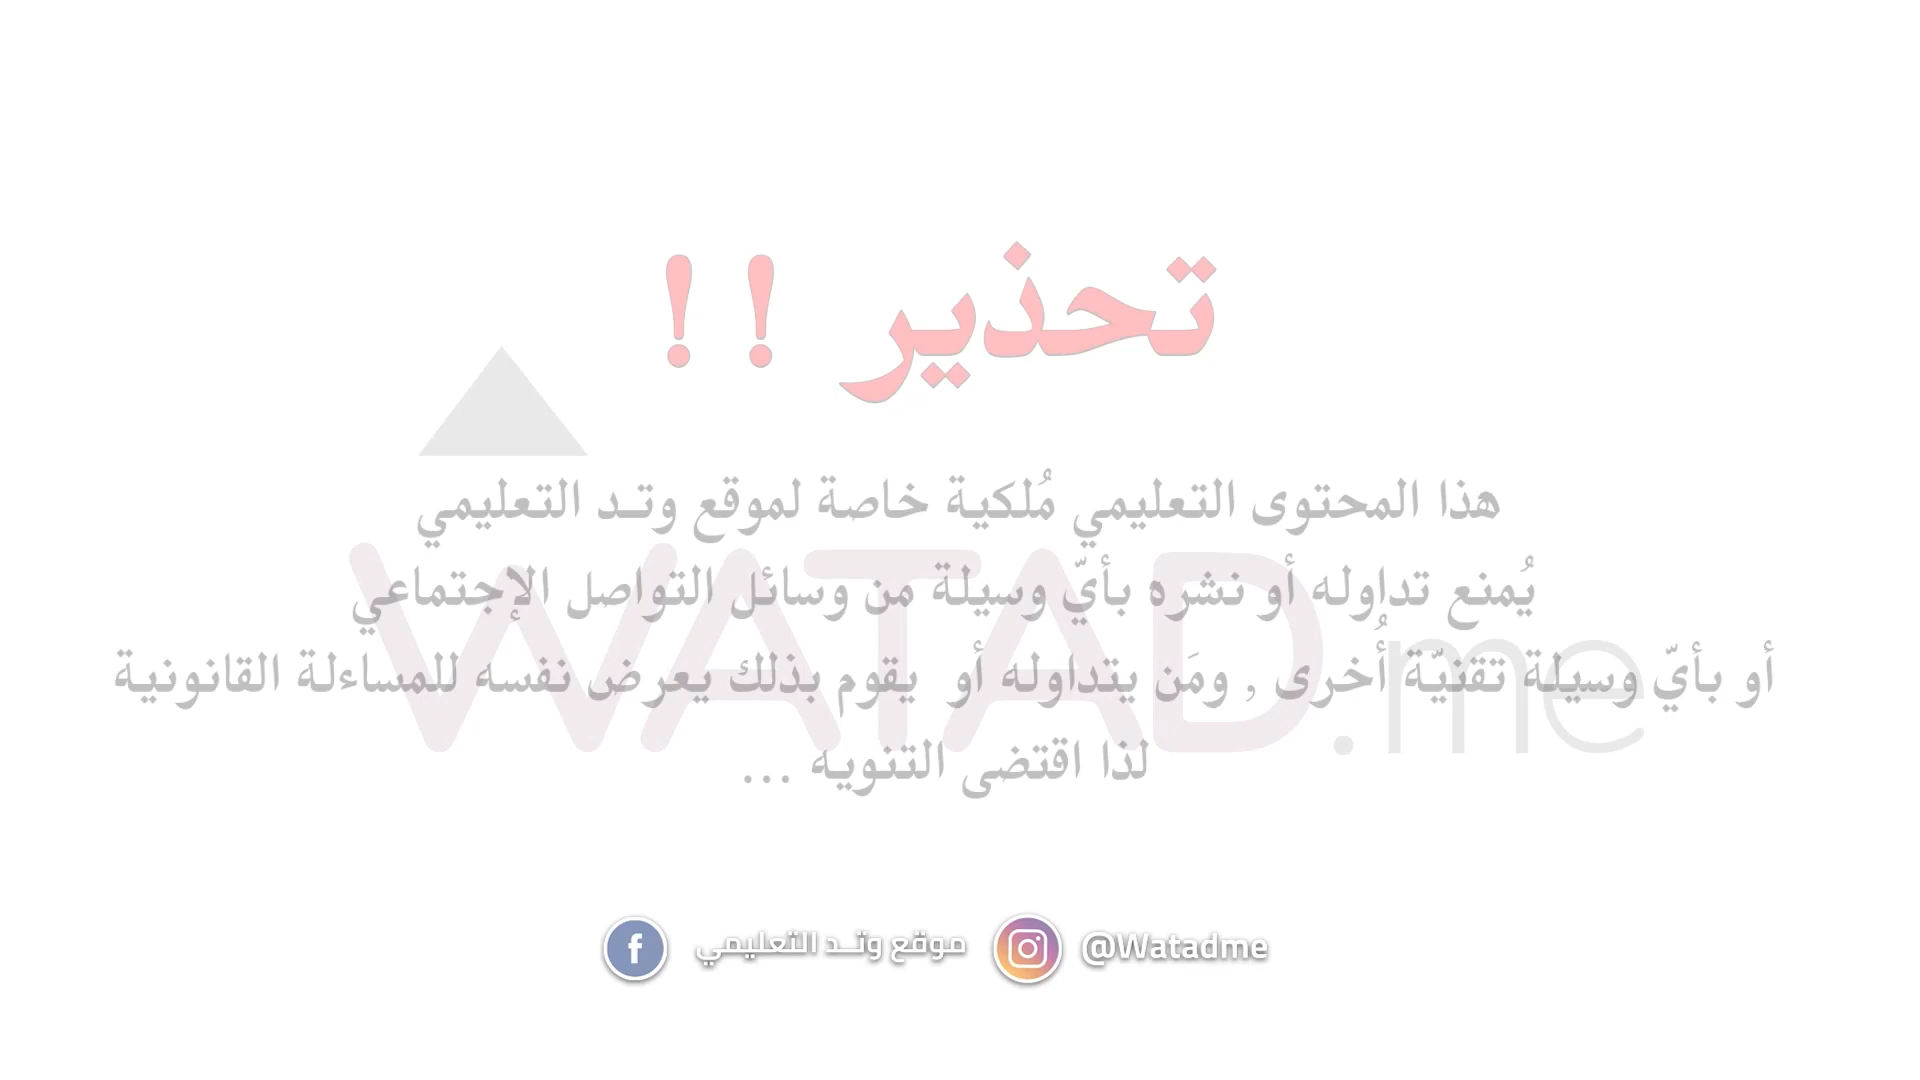 تحذير ! !
هذا المحتوى التعليمي مُلكية خاصة لموقع وتـد التعليمي
يُمنع تداوله أو نشره بأيّ وسيلة من وسائل التواصل الإجتماعي
أو بأيّ وسيلة تقنيّة أُخرى , ومَن يتداوله أو يقوم بذلك يعرض نفسه للمساءلة القانونية
لذا اقتضى التنويه ...
WATAD.me
موقع وتـد التعليمي @Watadme